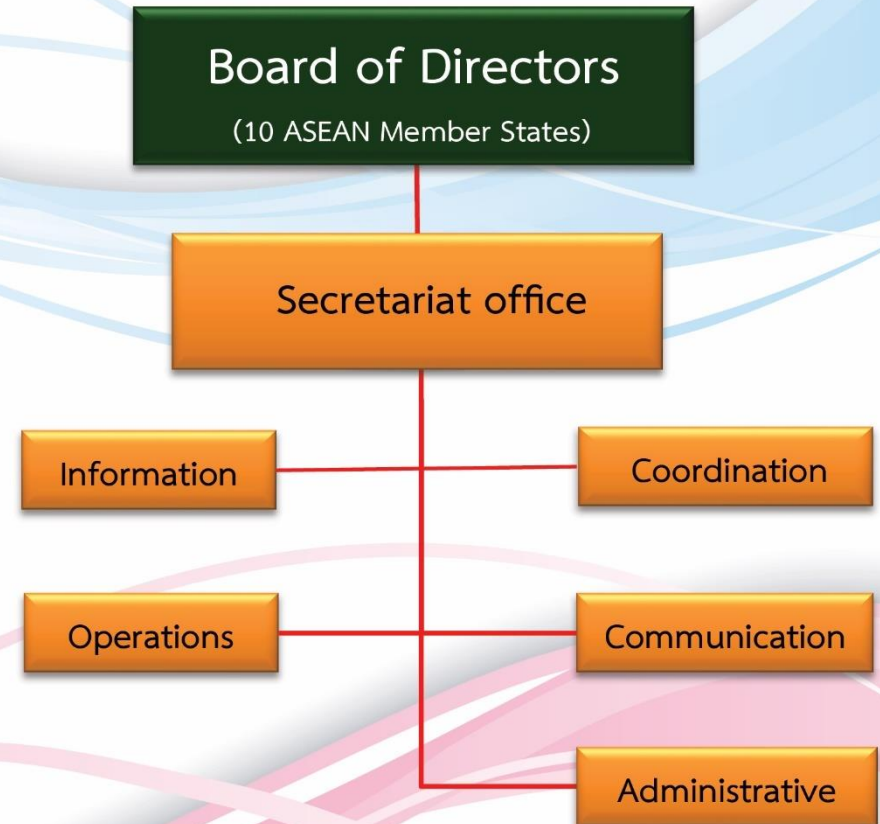 Board of Directors
(10 ASEAN Member States)
Secretariat office
Information
Coordination
Operations
Communication
Administrative